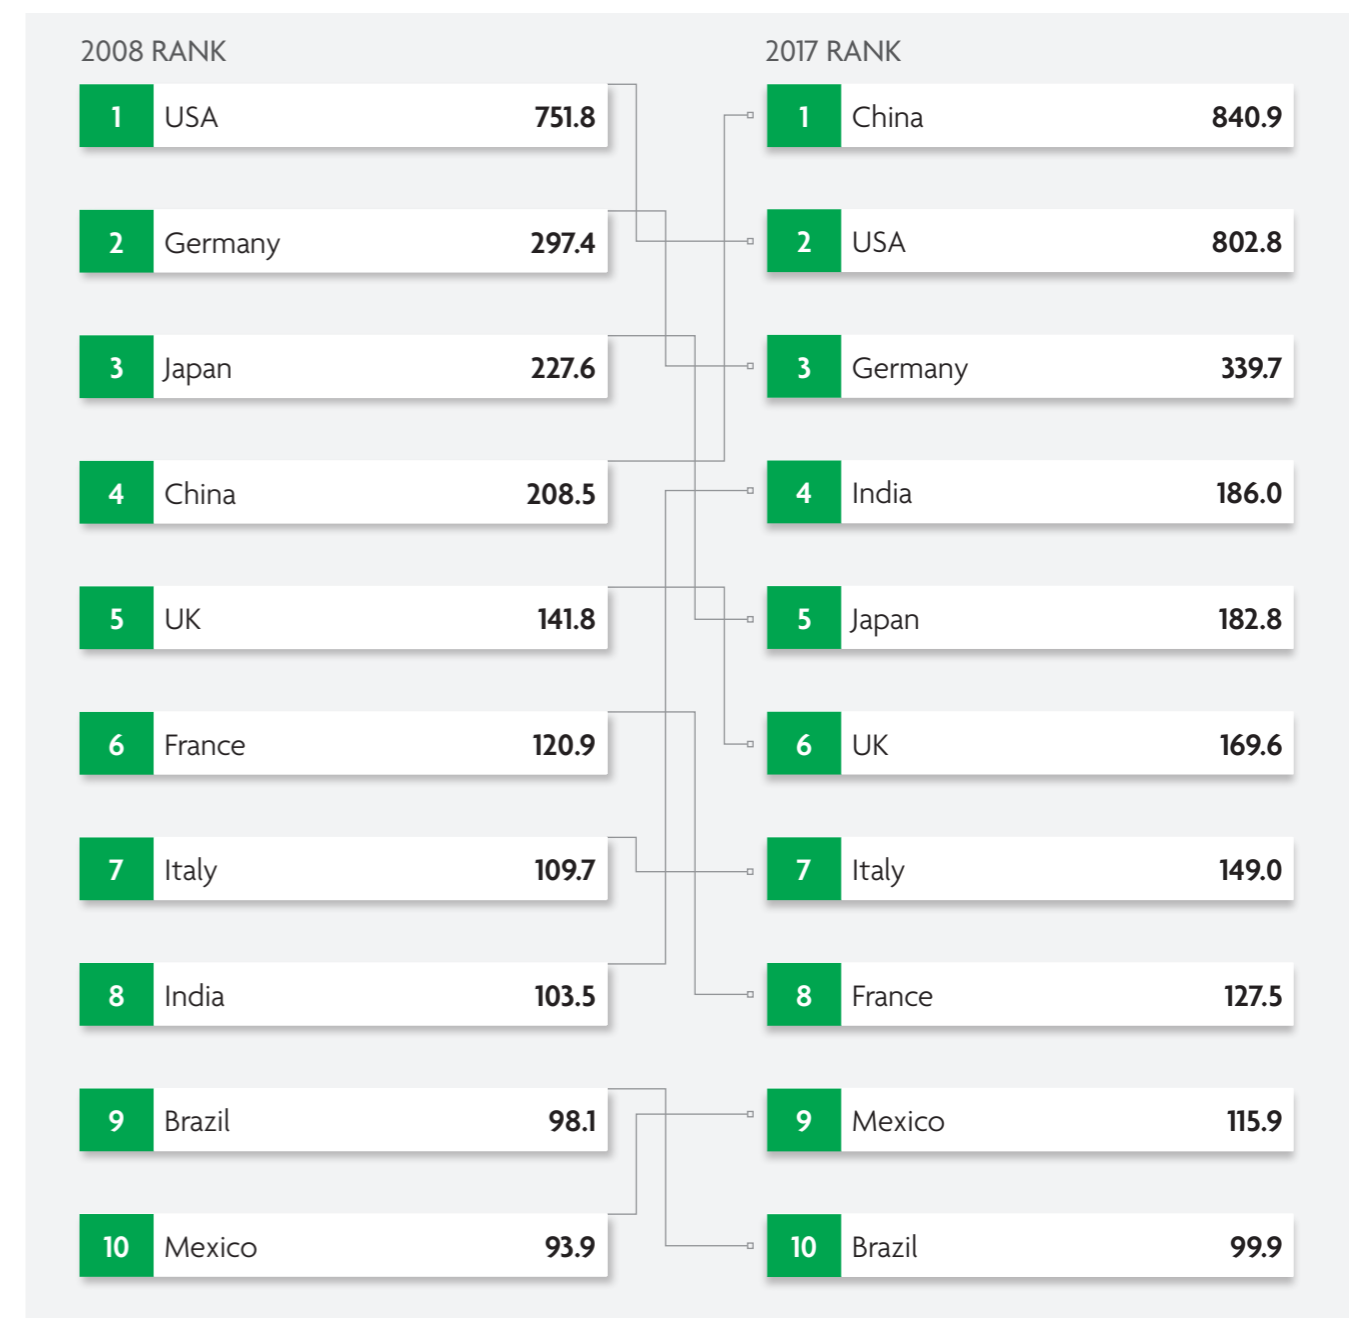 2008 RANK
1 USA 751.8
2 Germany 297.4
3 Japan 227.6
4 China 208.5
5 UK 141.8
6 France 120.9
7 Italy 109.7
8 India 103.5
9 Brazil 98.1
10 Mexico 93.9
2017 RANK
1 China 840.9
2 USA 802.8
3 Germany 339.7
4 India 186.0
5 Japan 182.8
6 UK 169.6
7 Italy 149.0
8 France 127.5
9 Mexico 115.9
10 Brazil 99.9